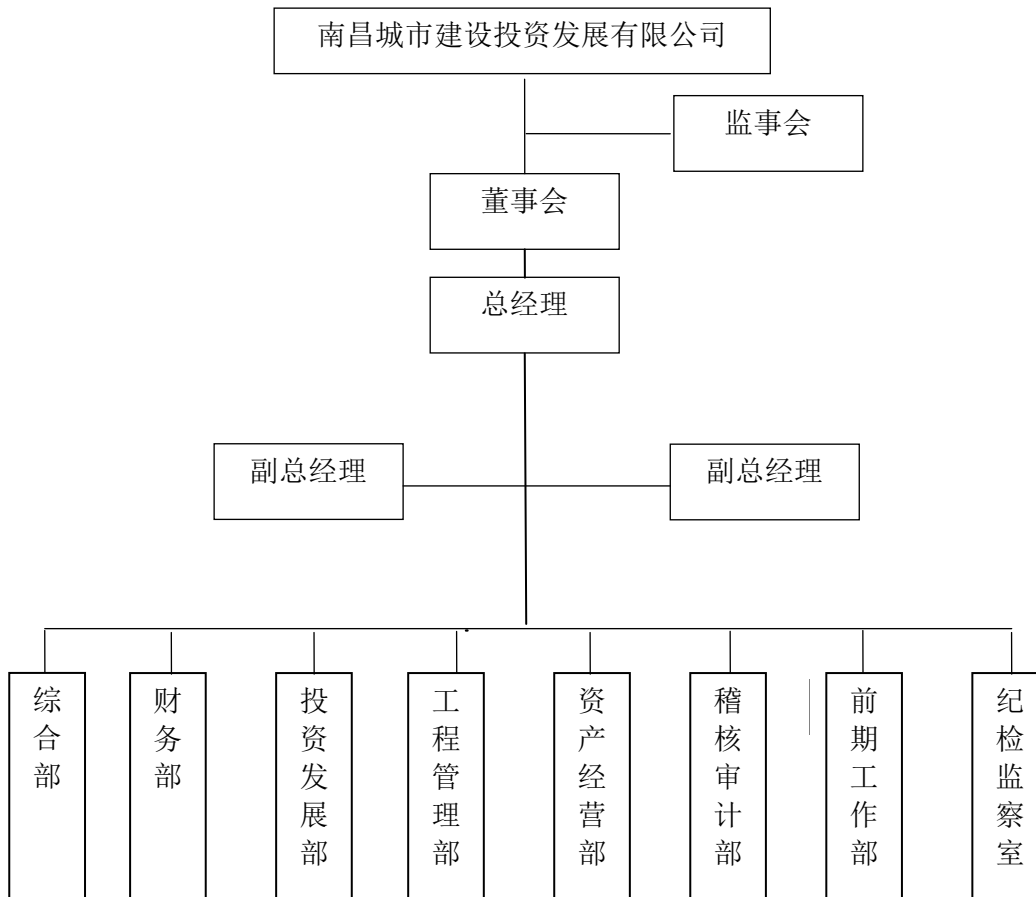 南昌城市建设投资发展有限公司
监事会
董事会
总经理
副总经理
副总经理
综合部
财务部
投资发展部
工程管理部
资产经营部
稽核审计部
前期工作部
纪检监察室